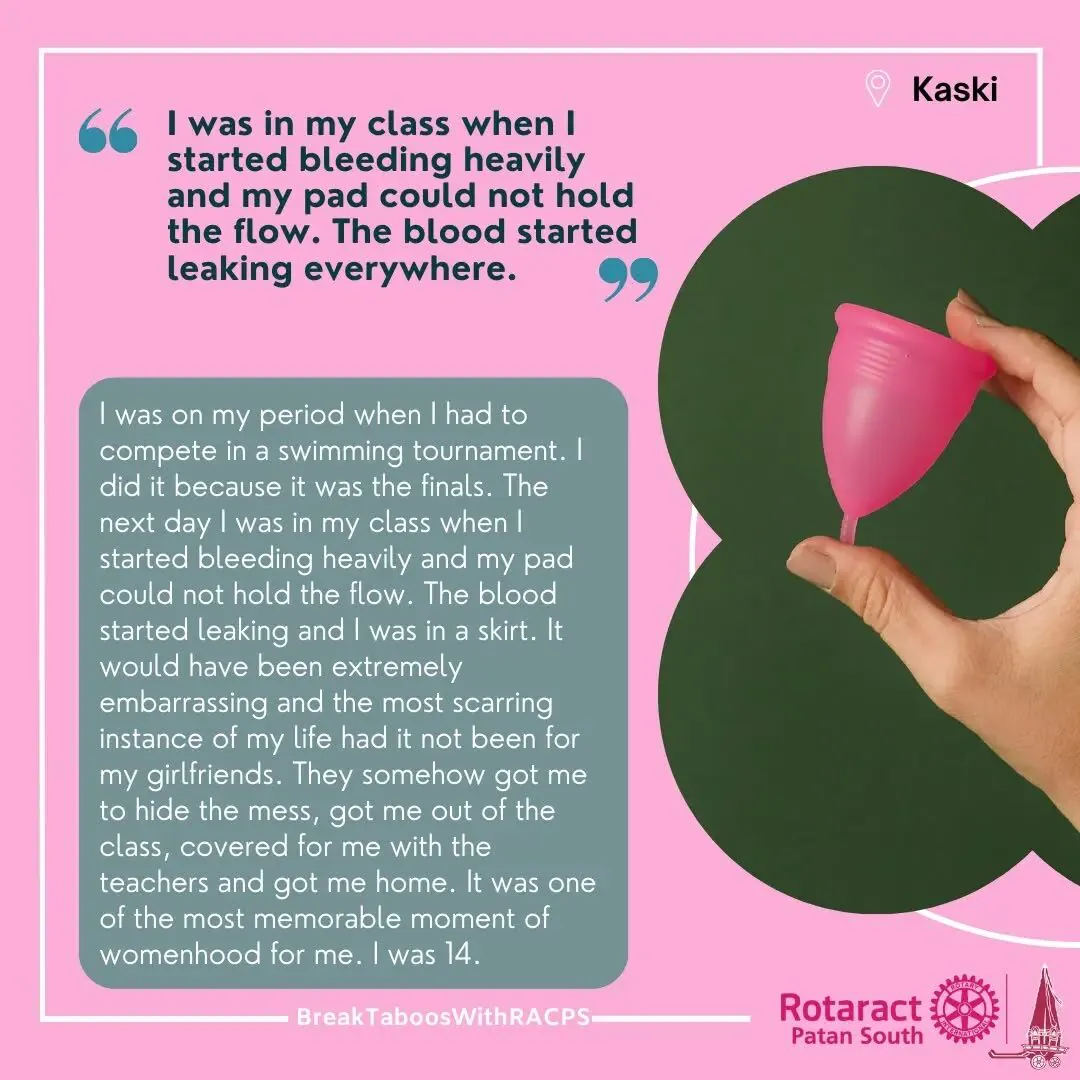 Kaski
“ I was in my class when I
started bleeding heavily
and my pad could not hold
the flow. The blood started
leaking everywhere. ”
I was on my period when I had to
compete in a swimming tournament. I
did it because it was the finals. The
next day I was in my class when I
started bleeding heavily and my pad
could not hold the flow. The blood
started leaking and I was in a skirt. It
would have been extremely
embarrassing and the most scarring
instance of my life had it not been for
my girlfriends. They somehow got me
to hide the mess, got me out of the
class, covered for me with the
teachers and got me home. It was one
of the most memorable moment of
womenhood for me. I was 14.
BreakTaboosWithRACPS
Rotaract
Patan South
ROTARY
INTERNATIONAL